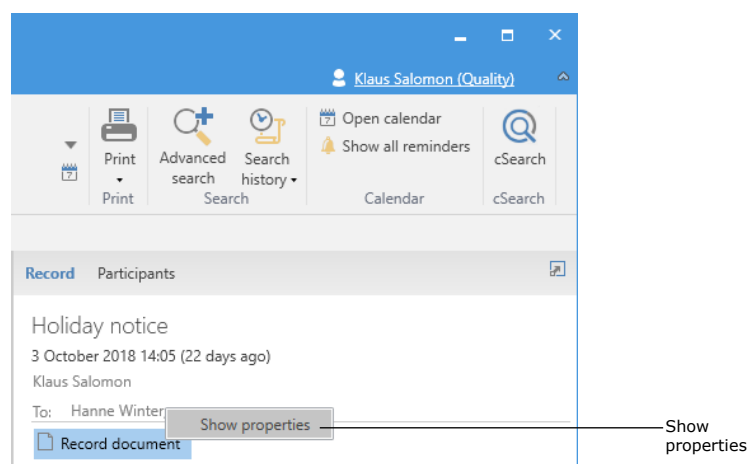 Klaus Salomon (Quality)
7
Print
Print
Advanced
search
Search
history
Search
7 Open calendar
Show all reminders
Calendar
cSearch
cSearch
Record Participants
Holiday notice
3 October 2018 14:05 (22 days ago)
Klaus Salomon
To: Hanne Winter
Show properties
Record document
Show
properties